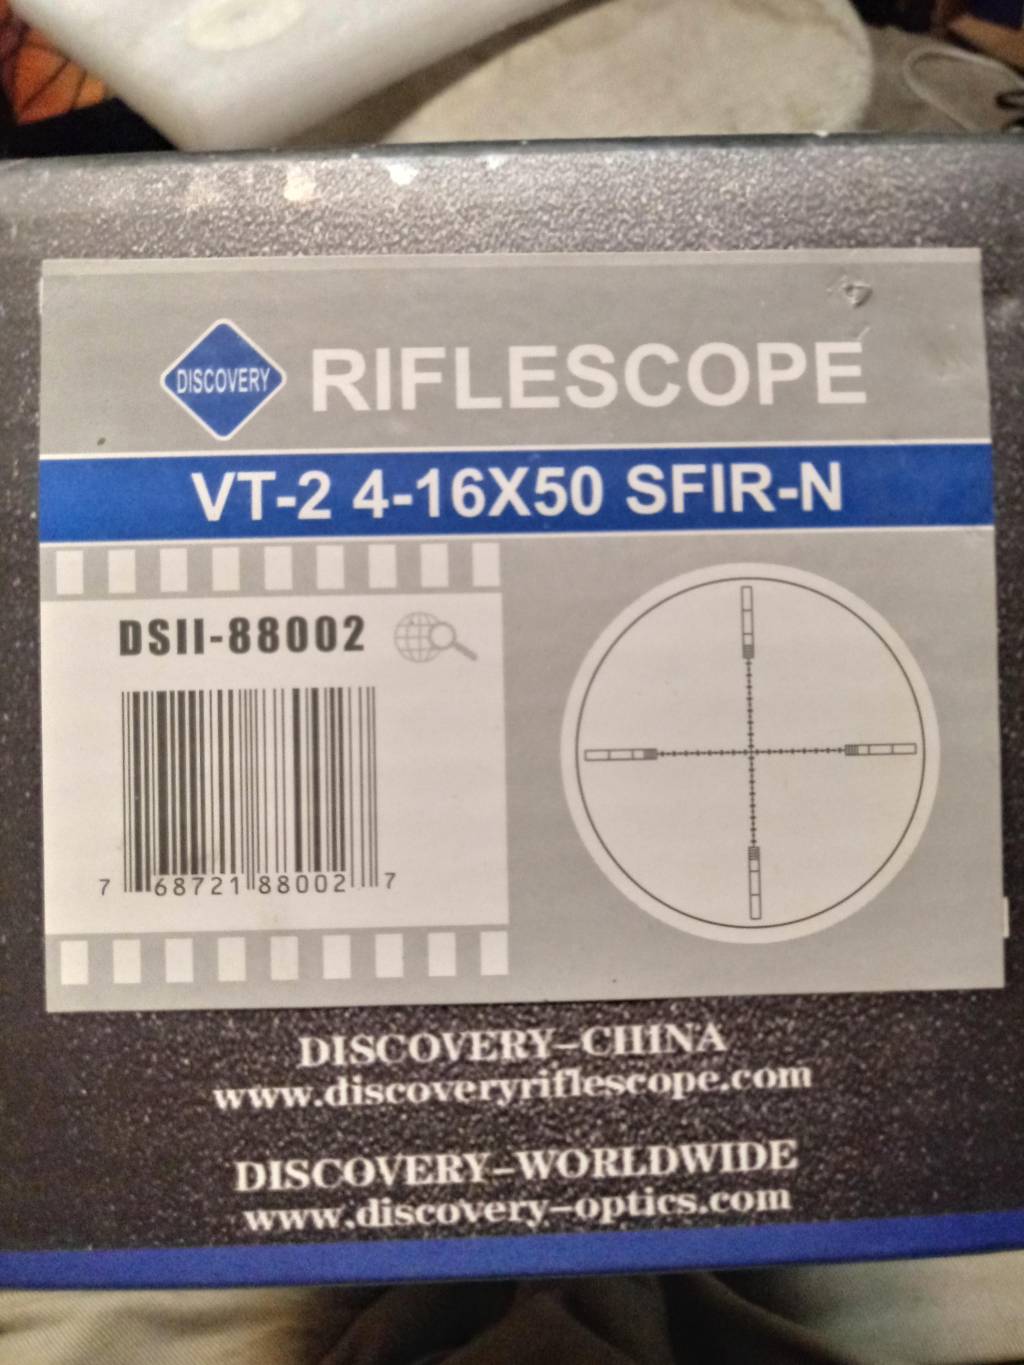 DISCOVERY
RIFLESCOPE
VT-2 4-16X50 SFIR-N
DSII-88002
7 68721 88002 7
DISCOVERY-CHINA
www.discoveryriflescope.com
DISCOVERY-WORLDWIDE
www.discovery-optics.com